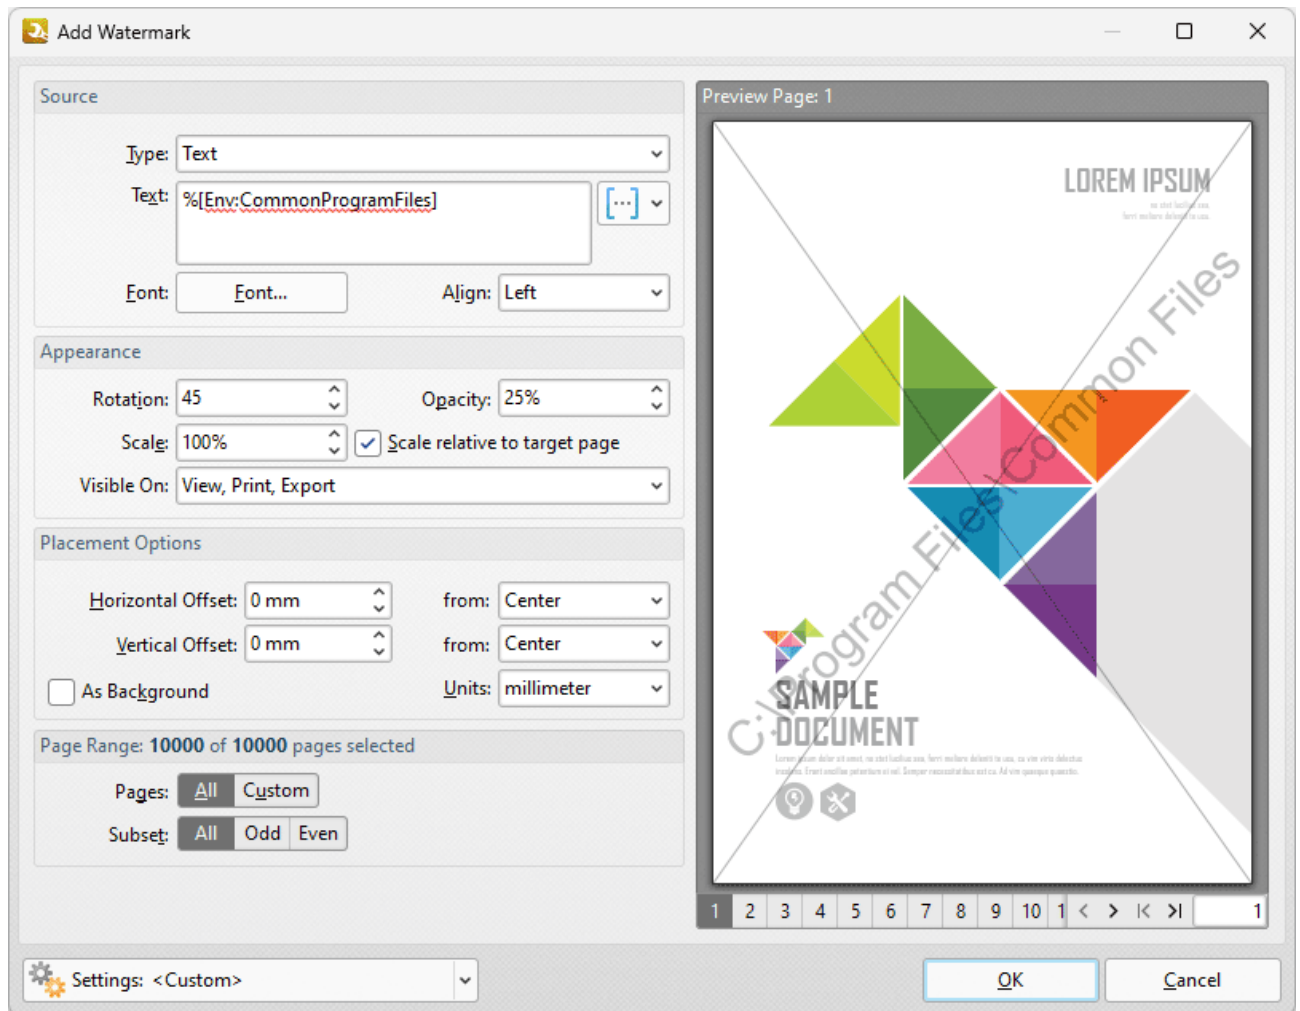 Add Watermark
Source
Type: Text
Text: %[Env:CommonProgramFiles]
Font: Font... Align: Left
Appearance
Rotation: 45 Opacity: 25%
Scale: 100% Scale relative to target page
Visible On: View, Print, Export
Placement Options
Horizontal Offset: 0 mm from: Center
Vertical Offset: 0 mm from: Center
As Background Units: millimeter
Page Range: 10000 of 10000 pages selected
Pages: All Custom
Subset: All Odd Even
Preview Page: 1
LOREM IPSUM
C:\Program Files\Common Files
SAMPLE
DOCUMENT
1 2 3 4 5 6 7 8 9 10 1 1
Settings: <Custom>
OK Cancel